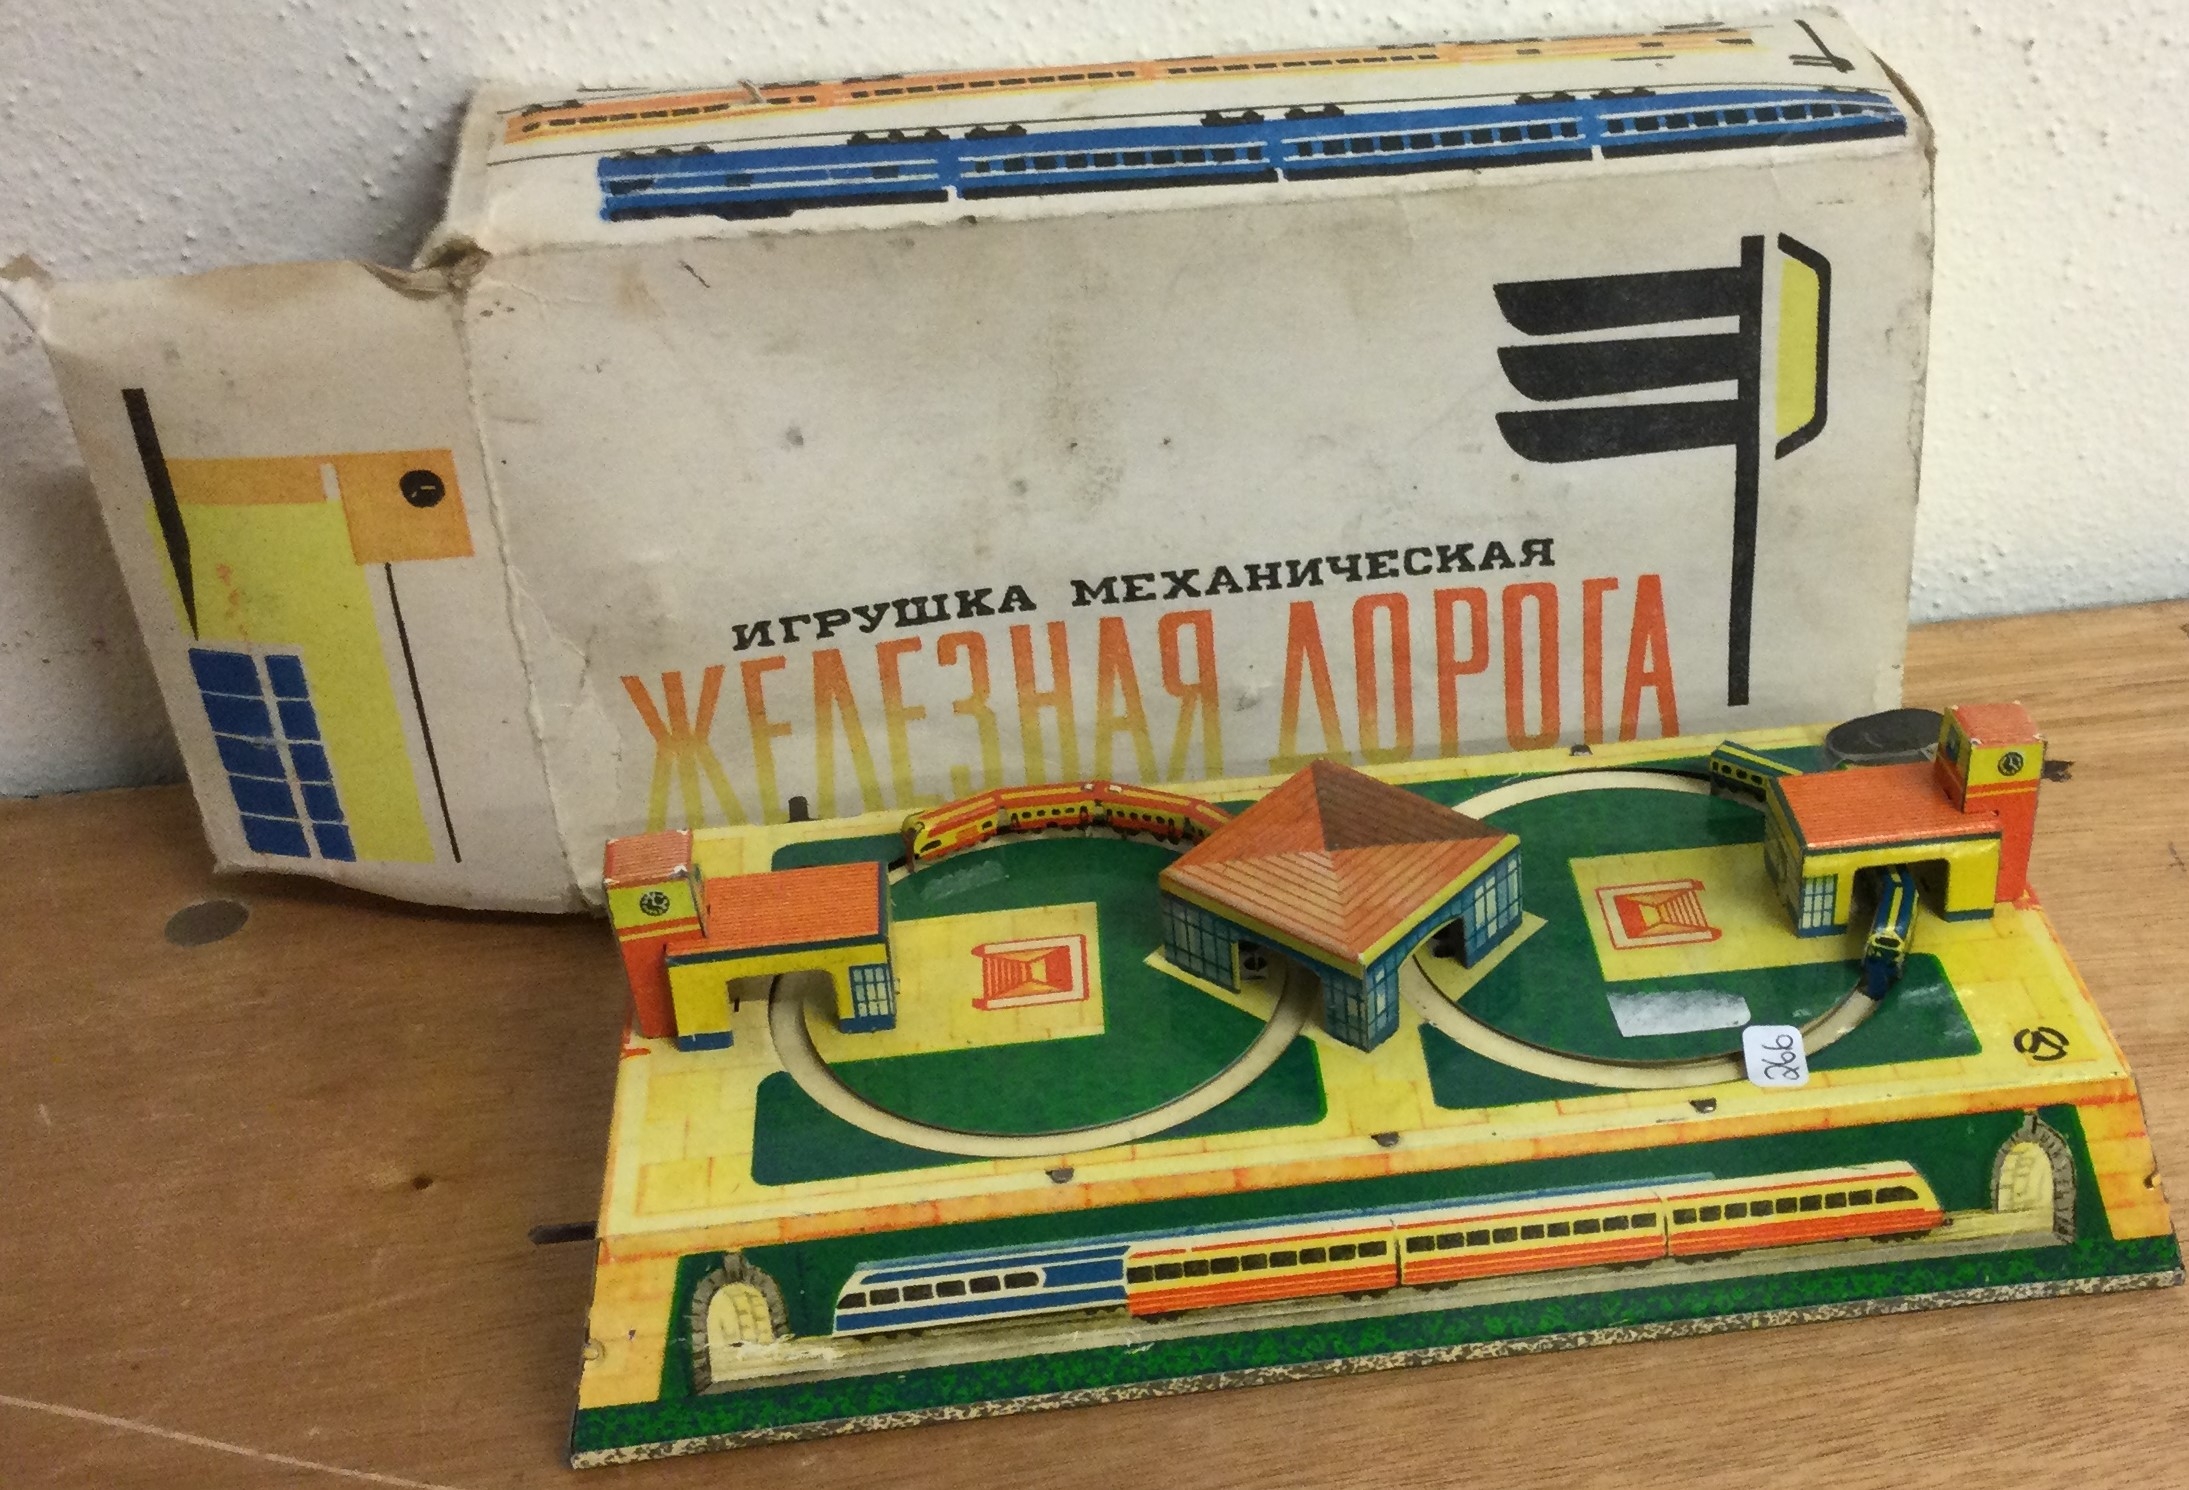 ИГРУШКА МЕХАНИЧЕСКАЯ
ЖЕЛЕЗНАЯ ДОРОГА
266